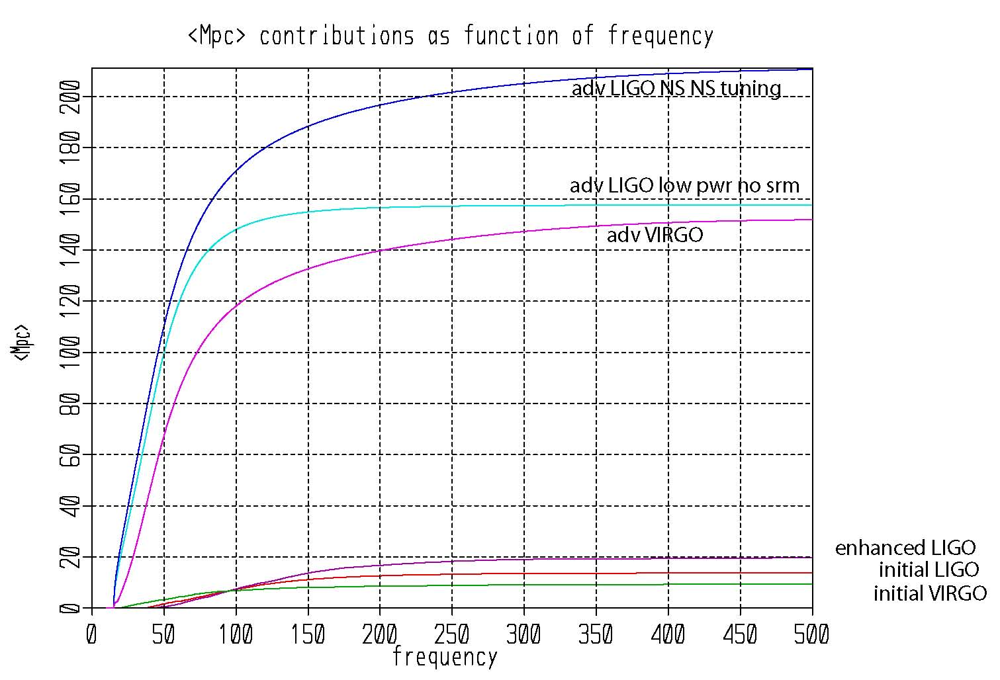 <Mpc> contributions as function of frequency
200
180
160
140
120
100
80
60
40
20
0
<Mpc>
adv LIGO NS NS tuning
adv LIGO low pwr no srm
adv VIRGO
enhanced LIGO
initial LIGO
initial VIRGO
0 50 100 150 200 250 300 350 400 450 500
frequency